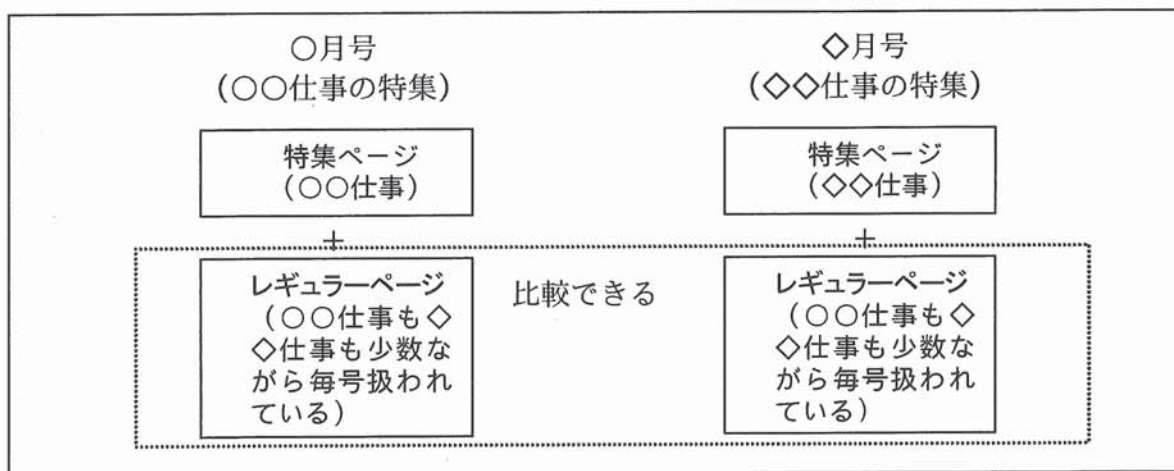 ○月号
(○○仕事の特集)
特集ページ
(○○仕事)
+
レギュラーページ
(○○仕事も◇
◇仕事も少数な
がら毎号扱われ
ている)
比較できる
◇月号
(◇◇仕事の特集)
特集ページ
(◇◇仕事)
+
レギュラーページ
(○○仕事も◇
◇仕事も少数な
がら毎号扱われ
ている)